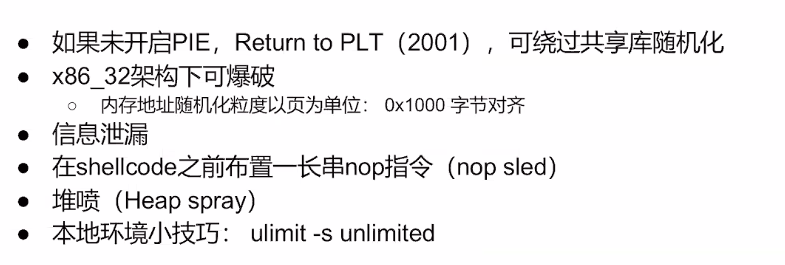 ● 如果未开启PIE，Return to PLT（2001），可绕过共享库随机化
● x86_32架构下可爆破
○ 内存地址随机化粒度以页为单位： 0x1000 字节对齐
● 信息泄漏
● 在shellcode之前布置一长串nop指令（nop sled）
● 堆喷（Heap spray）
● 本地环境小技巧： ulimit -s unlimited